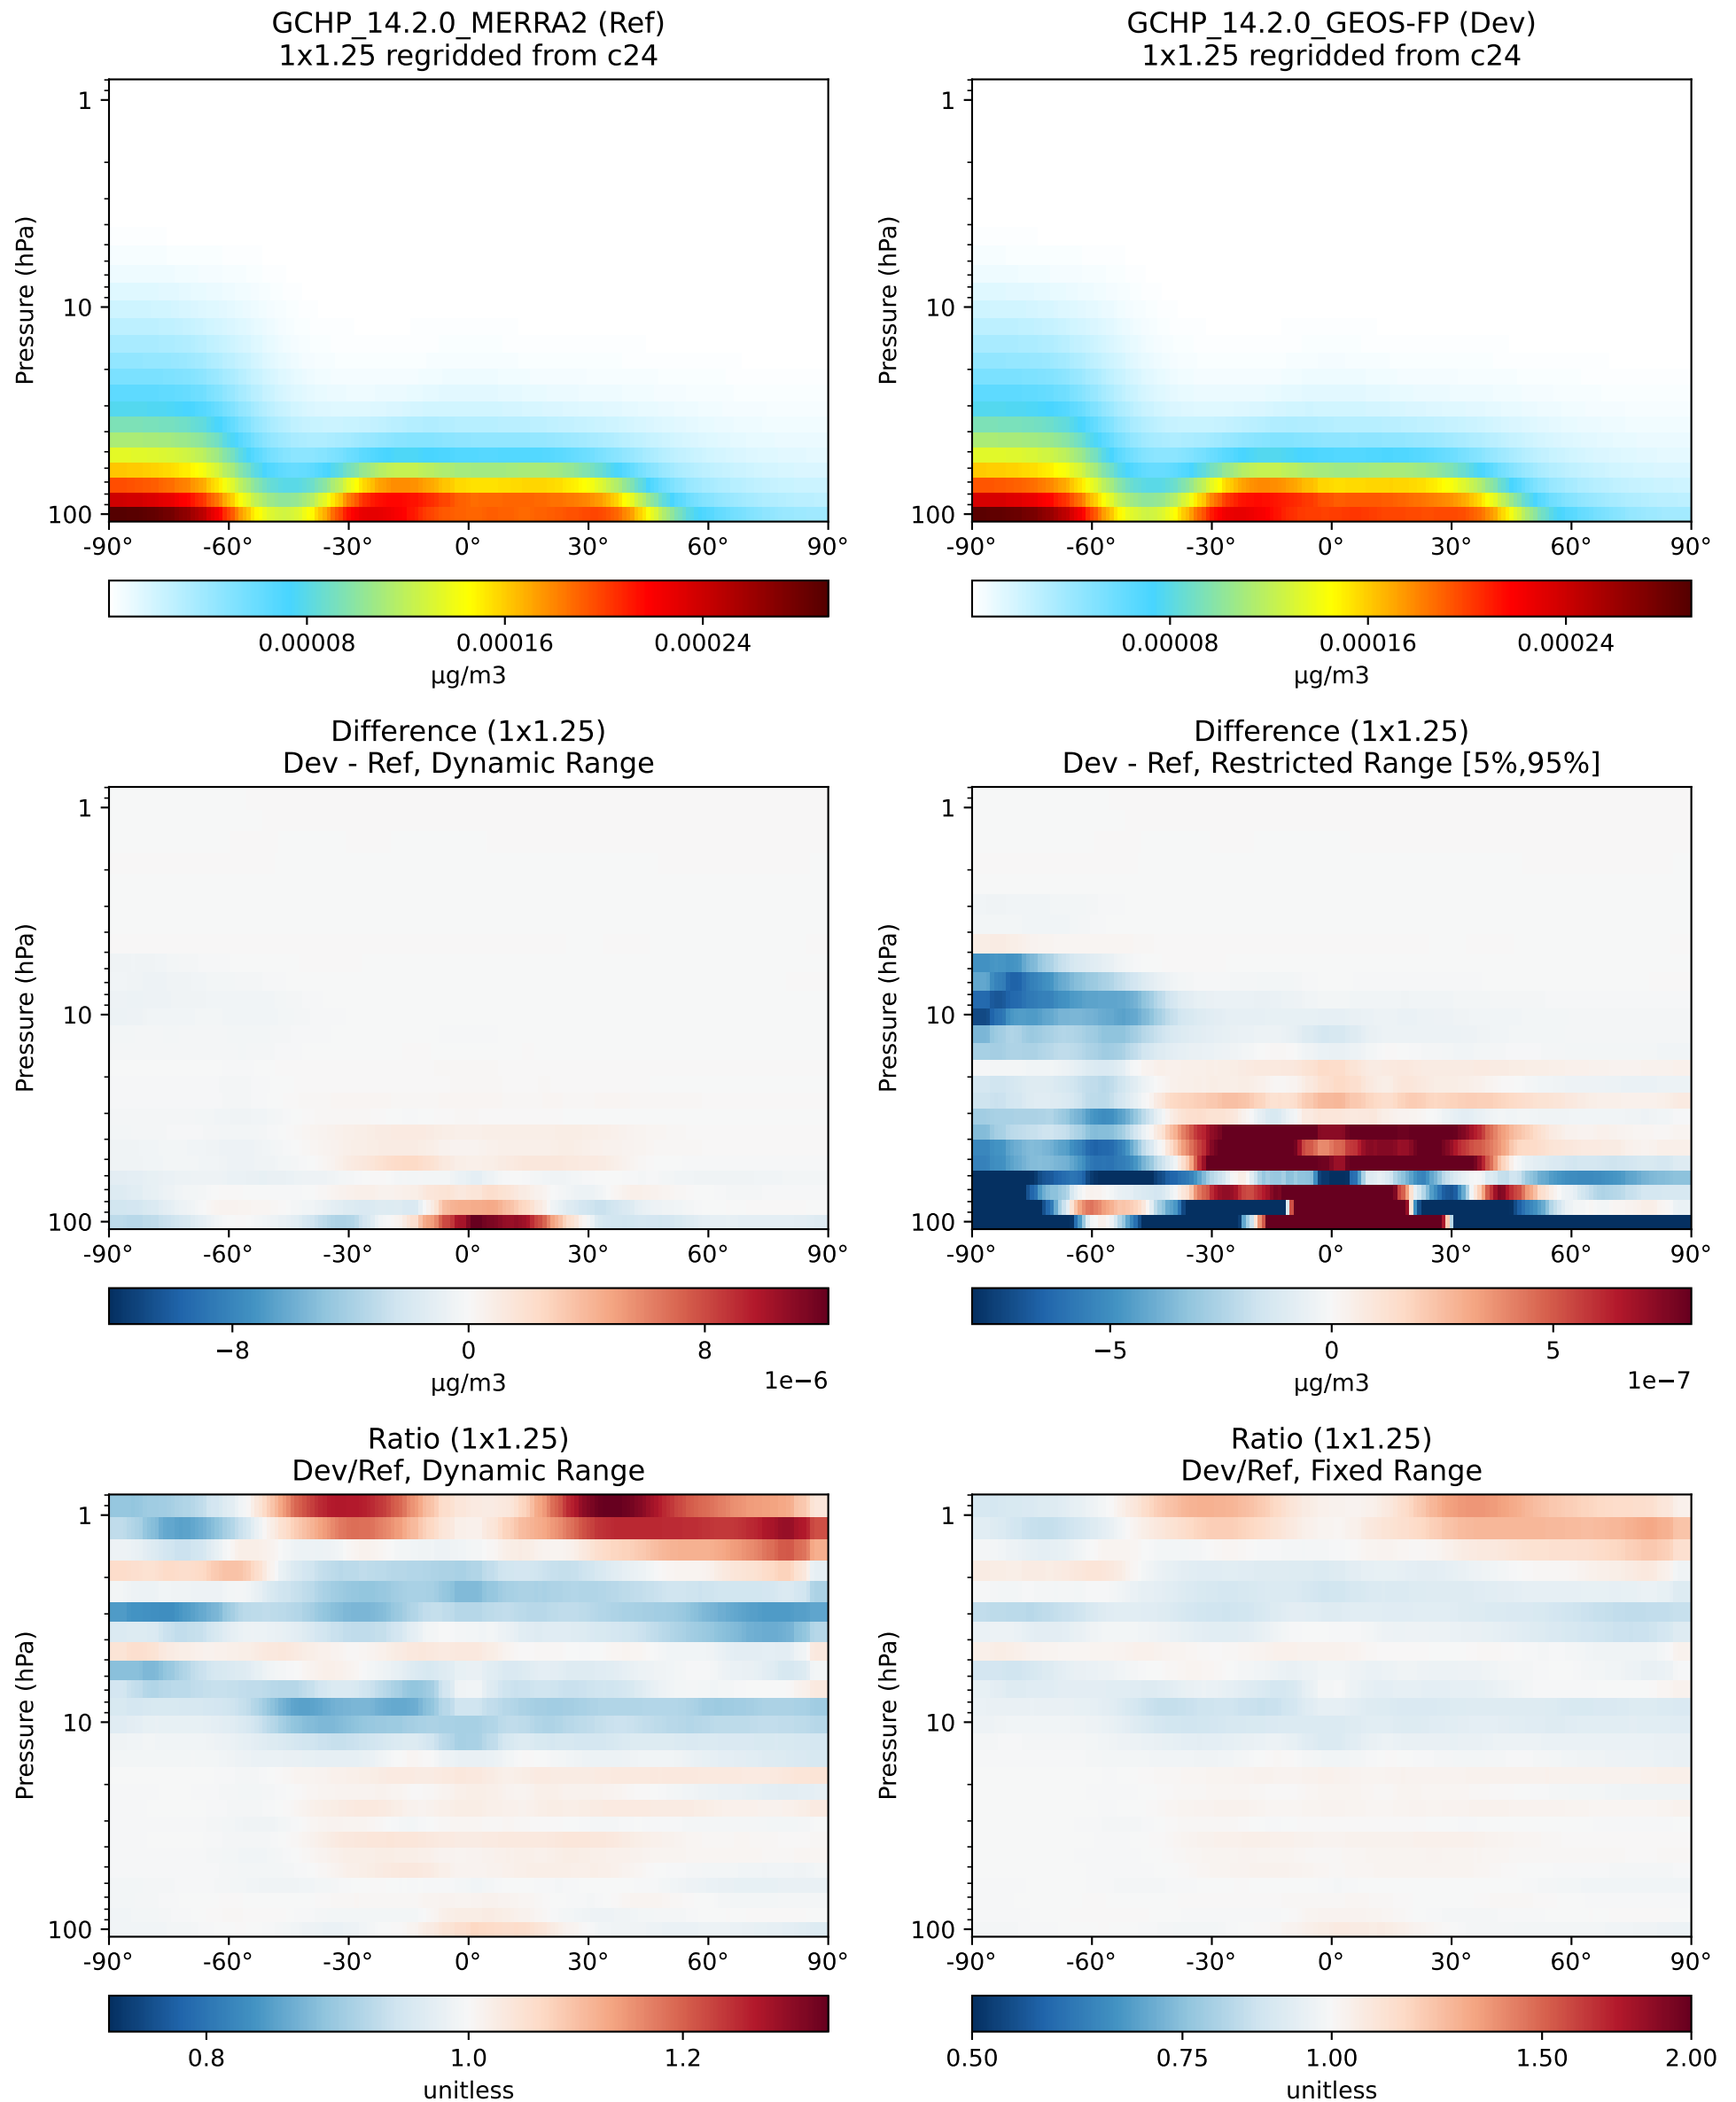 GCHP_14.2.0_MERRA2 (Ref)
1x1.25 regridded from c24
Pressure (hPa)
1
10
100
-90° -60° -30° 0° 30° 60° 90°
0.00008 0.00016 0.00024
µg/m3
GCHP_14.2.0_GEOS-FP (Dev)
1x1.25 regridded from c24
Pressure (hPa)
1
10
100
-90° -60° -30° 0° 30° 60° 90°
0.00008 0.00016 0.00024
µg/m3
Difference (1x1.25)
Dev - Ref, Dynamic Range
Pressure (hPa)
1
10
100
-90° -60° -30° 0° 30° 60° 90°
−8 0 8
µg/m3 1e−6
Difference (1x1.25)
Dev - Ref, Restricted Range [5%,95%]
Pressure (hPa)
1
10
100
-90° -60° -30° 0° 30° 60° 90°
−5 0 5
µg/m3 1e−7
Ratio (1x1.25)
Dev/Ref, Dynamic Range
Pressure (hPa)
1
10
100
-90° -60° -30° 0° 30° 60° 90°
0.8 1.0 1.2
unitless
Ratio (1x1.25)
Dev/Ref, Fixed Range
Pressure (hPa)
1
10
100
-90° -60° -30° 0° 30° 60° 90°
0.50 0.75 1.00 1.50 2.00
unitless